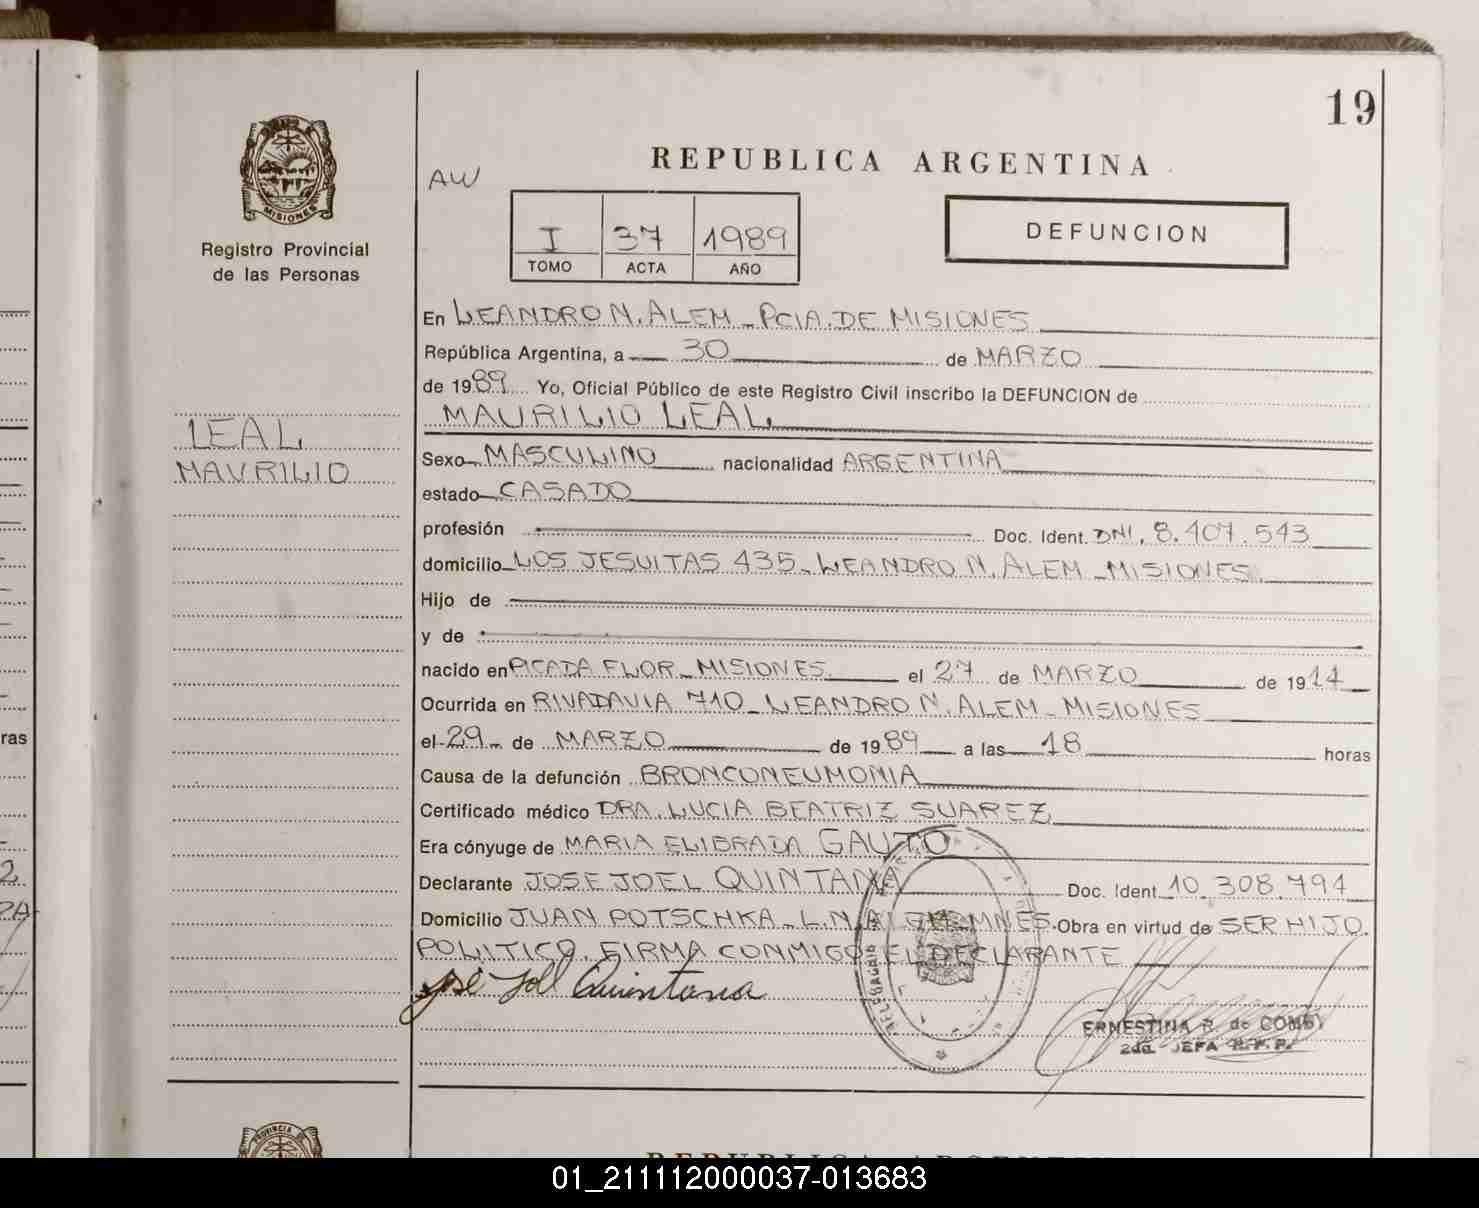 19
MISIONES
Registro Provincial
de las Personas
LEAL
MAURILIO
AW
REPUBLICA ARGENTINA
I 37 1989
TOMO ACTA AÑO
DEFUNCION
En LEANDRO N. ALEM - PCIA. DE MISIONES
República Argentina, a 30 de MARZO
de 1989 Yo, Oficial Público de este Registro Civil inscribo la DEFUNCION de
MAURILIO LEAL
Sexo MASCULINO nacionalidad ARGENTINA
estado CASADO
profesión Doc. Ident. DNI. 8.407.543
domicilio LOS JESUITAS 435 - LEANDRO N. ALEM - MISIONES
Hijo de
y de
nacido en PICADA FLOR - MISIONES el 27 de MARZO de 1914
Ocurrida en RIVADAVIA 710 - LEANDRO N. ALEM - MISIONES
el 29 de MARZO de 1989 a las 18 horas
Causa de la defunción BRONCONEUMONIA
Certificado médico DRA. LUCIA BEATRIZ SUAREZ
Era cónyuge de MARIA ELIBRADA GAUTO
Declarante JOSE JOEL QUINTANA Doc. Ident. 10.308.794
Domicilio JUAN POTSCHKA - L.N. ALEM - MNES. Obra en virtud de SER HIJO
POLITICO. FIRMA CONMIGO EL DECLARANTE
José Joel Quintana
ERNESTINA R. de COMBY
2da. JEFA R.P.P.
ras
PROVINCIA DE
REPUBLICA ARGENTINA
01_211112000037-013683